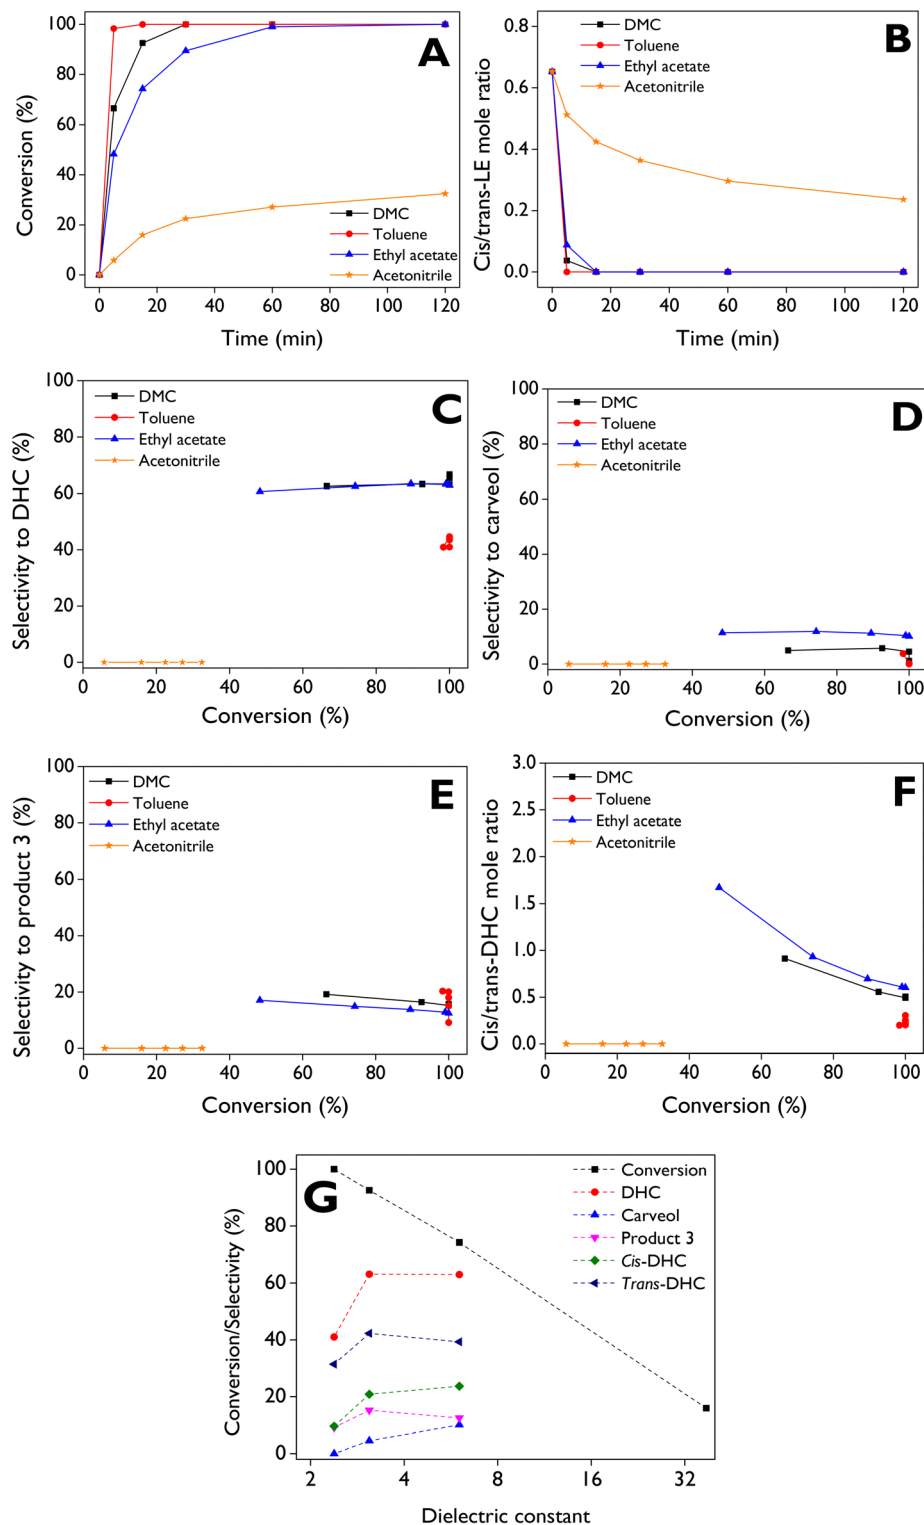 A
Conversion (%)
100
80
60
40
20
0
DMC
Toluene
Ethyl acetate
Acetonitrile
0 20 40 60 80 100 120
Time (min)
B
Cis/trans-LE mole ratio
0.8
0.6
0.4
0.2
0.0
DMC
Toluene
Ethyl acetate
Acetonitrile
0 20 40 60 80 100 120
Time (min)
C
Selectivity to DHC (%)
100
80
60
40
20
0
DMC
Toluene
Ethyl acetate
Acetonitrile
0 20 40 60 80 100
Conversion (%)
D
Selectivity to carveol (%)
100
80
60
40
20
0
DMC
Toluene
Ethyl acetate
Acetonitrile
0 20 40 60 80 100
Conversion (%)
E
Selectivity to product 3 (%)
100
80
60
40
20
0
DMC
Toluene
Ethyl acetate
Acetonitrile
0 20 40 60 80 100
Conversion (%)
F
Cis/trans-DHC mole ratio
3.0
2.5
2.0
1.5
1.0
0.5
0.0
DMC
Toluene
Ethyl acetate
Acetonitrile
0 20 40 60 80 100
Conversion (%)
G
Conversion/Selectivity (%)
100
80
60
40
20
0
Conversion
DHC
Carveol
Product 3
Cis-DHC
Trans-DHC
2 4 8 16 32
Dielectric constant